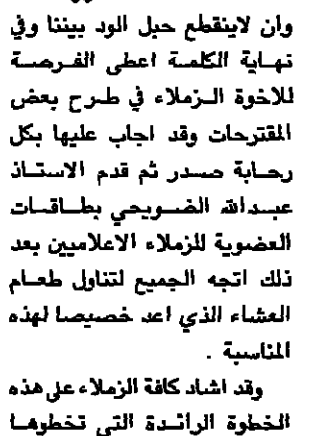 وان لاينقطع حبل الود بيننا وفي
نهاية الكلمة اعطى الفرصة
للاخوة الزملاء في طرح بعض
المقترحات وقد اجاب عليها بكل
رحابة صدر ثم قدم الاستاذ
عبدالله الضويحي بطاقات
العضوية للزملاء الاعلاميين بعد
ذلك اتجه الجميع لتناول طعام
العشاء الذي اعد خصيصا لهذه
المناسبة .
وقد اشاد كافة الزملاء على هذه
الخطوة الرائدة التي تخطوها